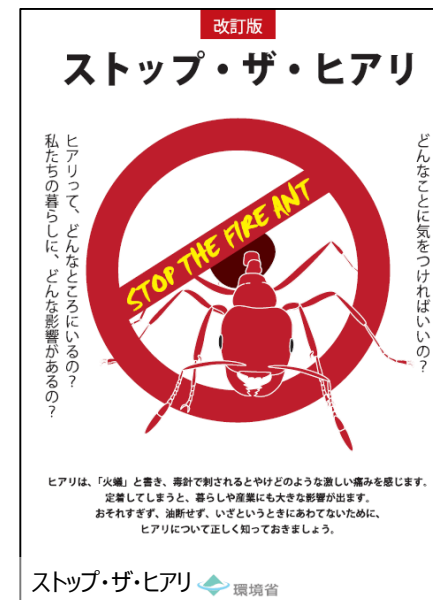 改訂版
ストップ・ザ・ヒアリ
どんなことに気をつければいいの？
ヒアリって、どんなところにいるの？
私たちの暮らしに、どんな影響があるの？
STOP THE FIRE ANT
ヒアリは、「火蟻」と書き、毒針で刺されるとやけどのような激しい痛みを感じます。
定着してしまうと、暮らしや産業にも大きな影響が出ます。
おそれすぎず、油断せず、いざというときにあわてないために、
ヒアリについて正しく知っておきましょう。
ストップ・ザ・ヒアリ 環境省